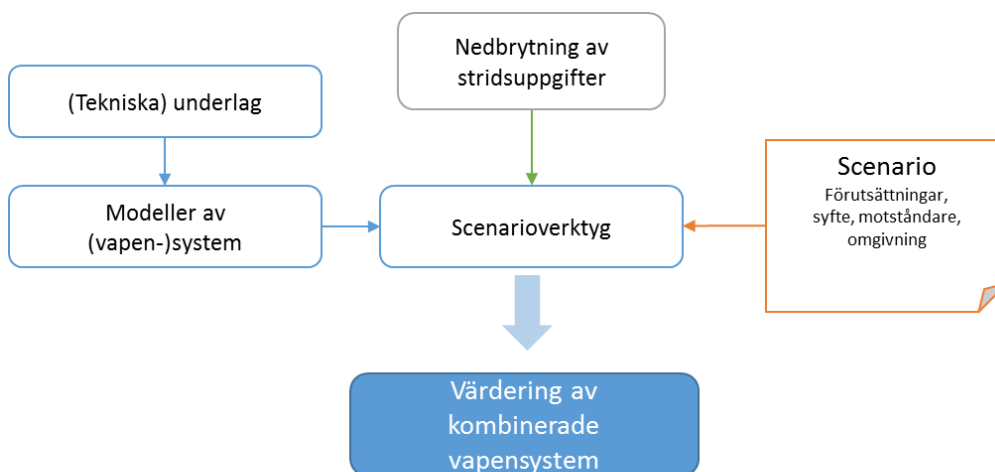 Nedbrytning av
stridsuppgifter
(Tekniska) underlag
Scenario
Förutsättningar,
syfte, motståndare,
omgivning
Modeller av
(vapen-)system
Scenarioverktyg
Värdering av
kombinerade
vapensystem